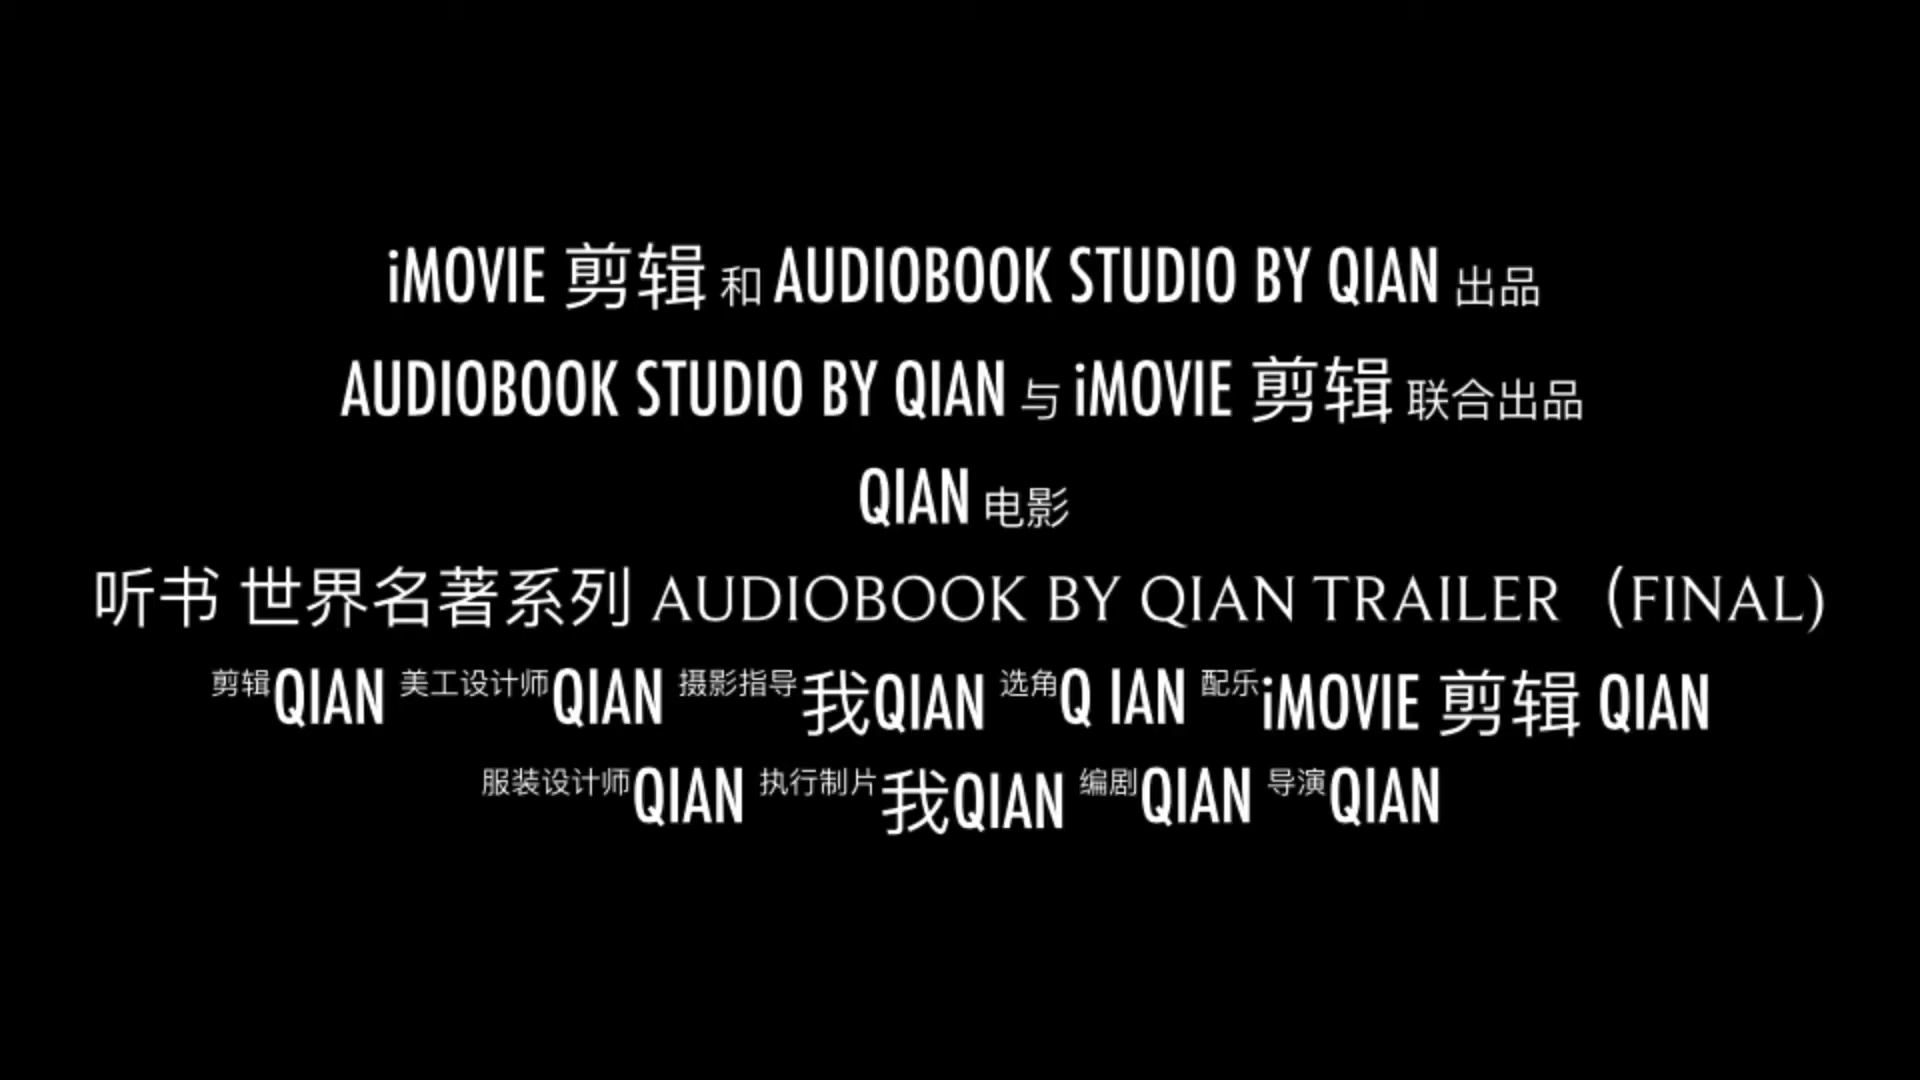 iMOVIE 剪辑 和 AUDIOBOOK STUDIO BY QIAN 出品
AUDIOBOOK STUDIO BY QIAN 与 iMOVIE 剪辑 联合出品
QIAN 电影
听书 世界名著系列 AUDIOBOOK BY QIAN TRAILER（FINAL)
剪辑QIAN 美工设计师QIAN 摄影指导我QIAN 选角Q IAN 配乐iMOVIE 剪辑 QIAN
服装设计师QIAN 执行制片我QIAN 编剧QIAN 导演QIAN